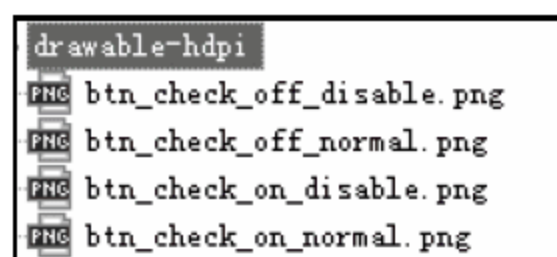 drawable-hdpi
PNG btn_check_off_disable.png
PNG btn_check_off_normal.png
PNG btn_check_on_disable.png
PNG btn_check_on_normal.png